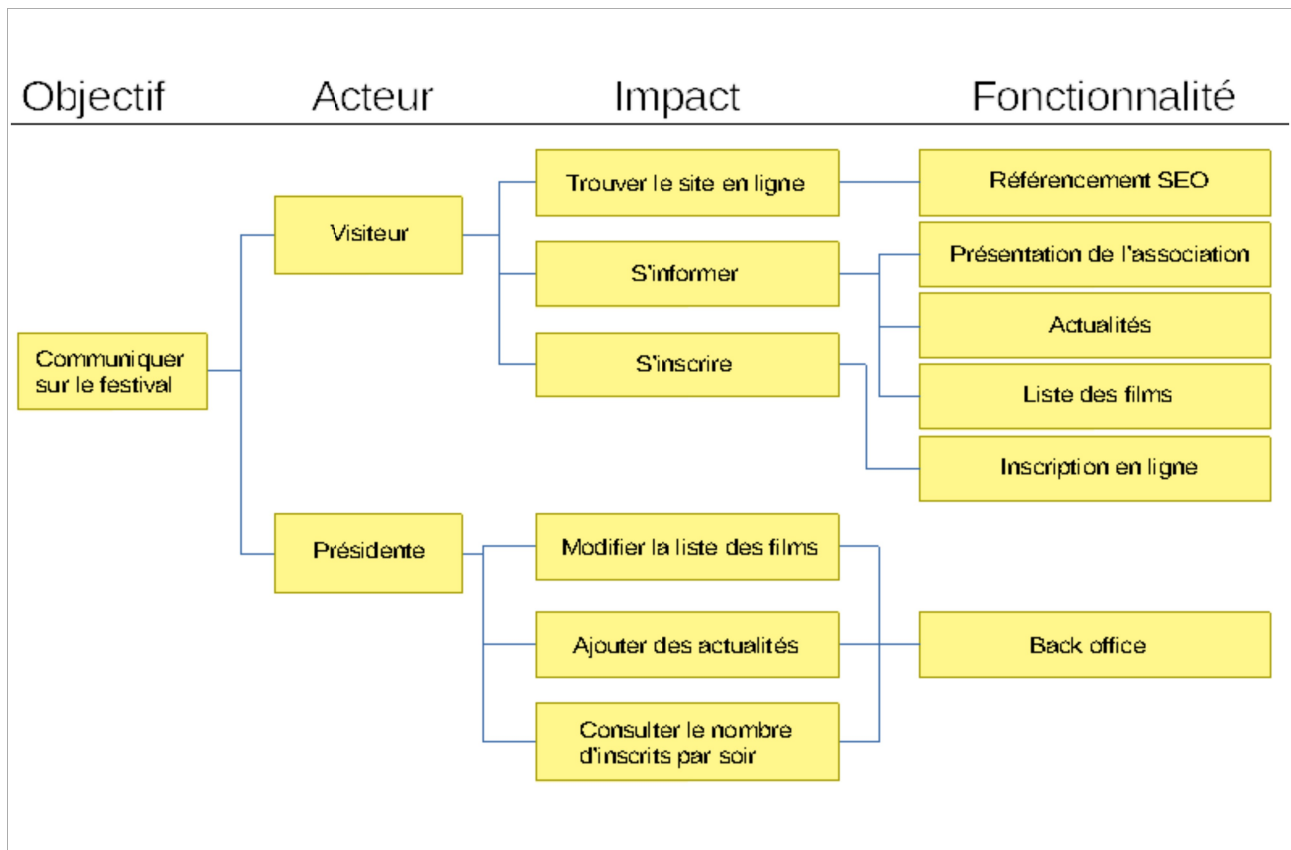 Objectif
Acteur
Impact
Fonctionnalité
Communiquer
sur le festival
Visiteur
Trouver le site en ligne
Référencement SEO
S'informer
Présentation de l'association
Actualités
Liste des films
S'inscrire
Inscription en ligne
Présidente
Modifier la liste des films
Ajouter des actualités
Consulter le nombre
d'inscrits par soir
Back office